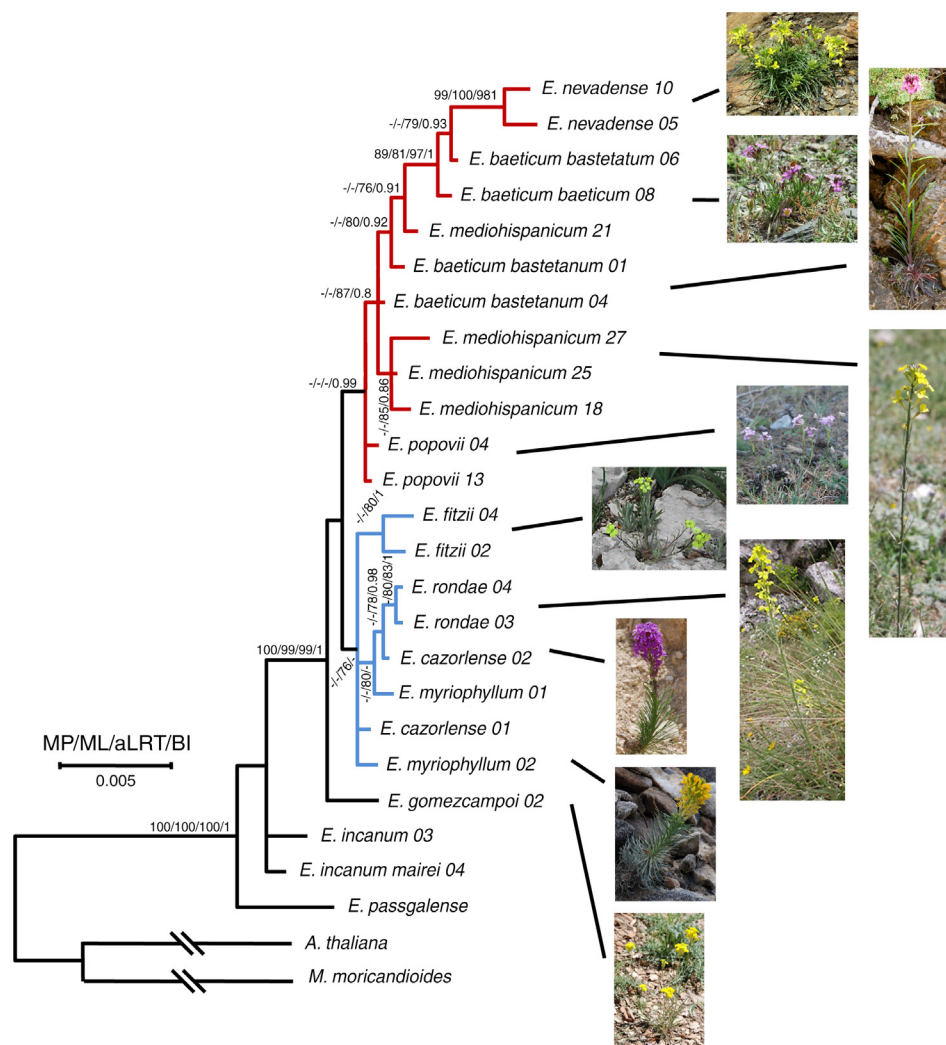 99/100/981
E. nevadense 10
-/-/79/0.93
E. nevadense 05
89/81/97/1
E. baeticum bastetatum 06
-/-/76/0.91
E. baeticum baeticum 08
-/-/80/0.92
E. mediohispanicum 21
E. baeticum bastetanum 01
-/-/87/0.8
E. baeticum bastetanum 04
E. mediohispanicum 27
E. mediohispanicum 25
-/-/-/0.99
-/-/85/0.86
E. mediohispanicum 18
E. popovii 04
E. popovii 13
-/-/80/1
E. fitzii 04
E. fitzii 02
-/80/83/1
-/-/78/0.98
E. rondae 04
E. rondae 03
E. cazorlense 02
100/99/99/1
-/-/76/-
-/-/80/-
E. myriophyllum 01
E. cazorlense 01
E. myriophyllum 02
MP/ML/aLRT/BI
0.005
E. gomezcampoi 02
100/100/100/1
E. incanum 03
E. incanum mairei 04
E. passgalense
A. thaliana
M. moricandioides